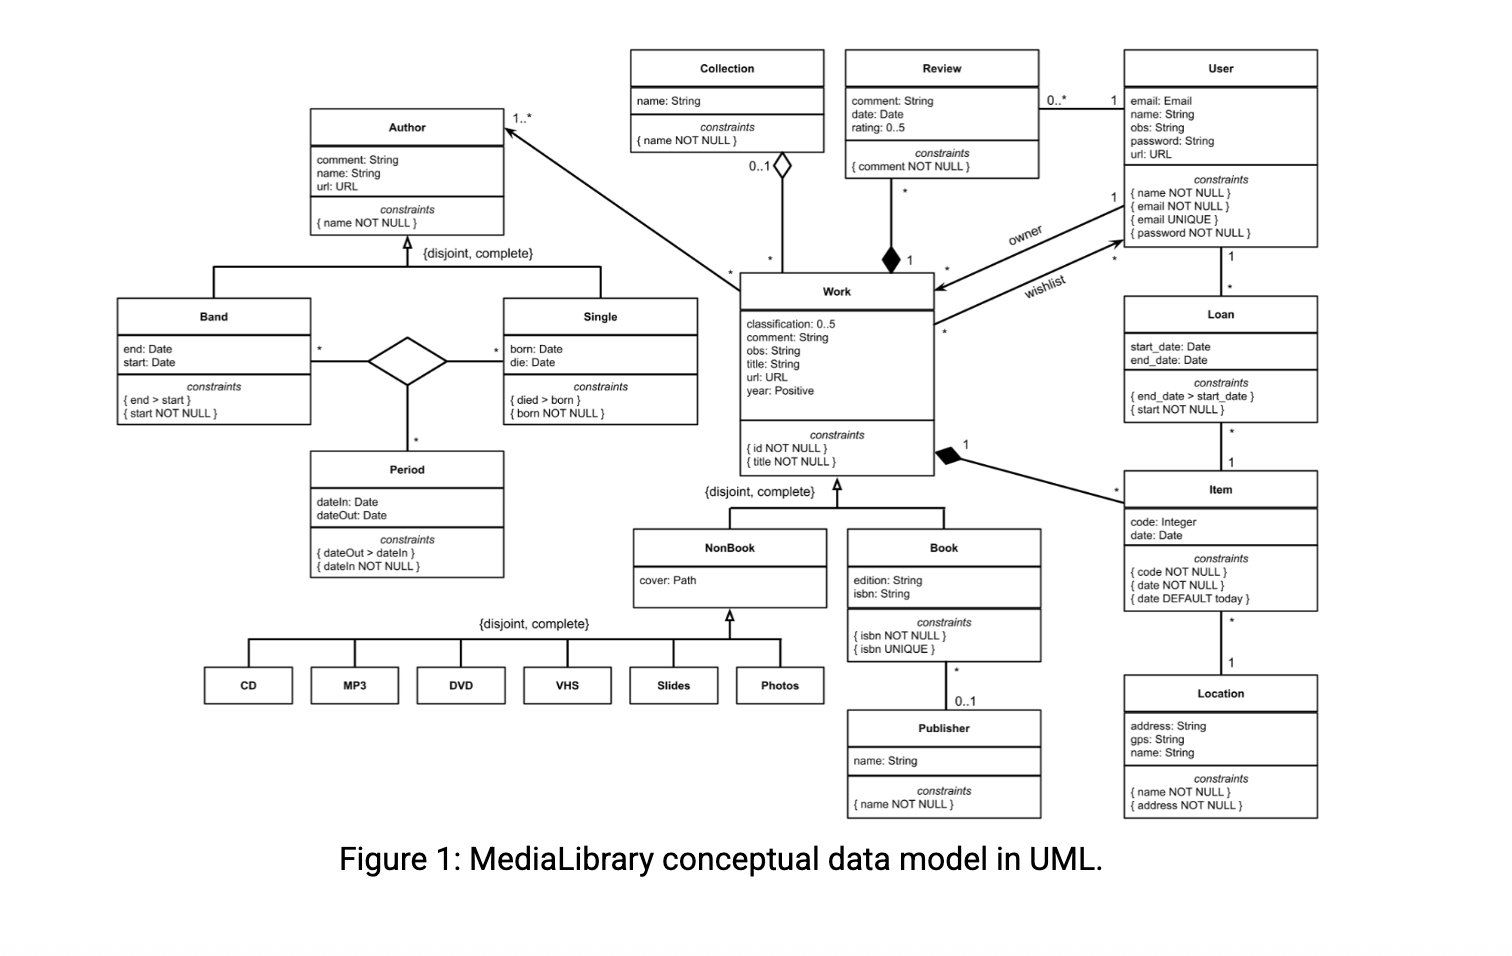 Collection
name: String
constraints
{ name NOT NULL }
0..1
*
Review
comment: String
date: Date
rating: 0..5
constraints
{ comment NOT NULL }
0..*
1
*
1
User
email: Email
name: String
obs: String
password: String
url: URL
constraints
{ name NOT NULL }
{ email NOT NULL }
{ email UNIQUE }
{ password NOT NULL }
1
owner
*
*
wishlist
*
1
*
Author
comment: String
name: String
url: URL
constraints
{ name NOT NULL }
1..*
*
{disjoint, complete}
Band
end: Date
start: Date
constraints
{ end > start }
{ start NOT NULL }
*
*
Single
born: Date
die: Date
constraints
{ died > born }
{ born NOT NULL }
*
Period
dateIn: Date
dateOut: Date
constraints
{ dateOut > dateIn }
{ dateIn NOT NULL }
Work
classification: 0..5
comment: String
obs: String
title: String
url: URL
year: Positive
constraints
{ id NOT NULL }
{ title NOT NULL }
1
*
Loan
start_date: Date
end_date: Date
constraints
{ end_date > start_date }
{ start NOT NULL }
*
1
Item
code: Integer
date: Date
constraints
{ code NOT NULL }
{ date NOT NULL }
{ date DEFAULT today }
*
1
Location
address: String
gps: String
name: String
constraints
{ name NOT NULL }
{ address NOT NULL }
{disjoint, complete}
NonBook
cover: Path
Book
edition: String
isbn: String
constraints
{ isbn NOT NULL }
{ isbn UNIQUE }
*
0..1
Publisher
name: String
constraints
{ name NOT NULL }
{disjoint, complete}
CD
MP3
DVD
VHS
Slides
Photos
Figure 1: MediaLibrary conceptual data model in UML.